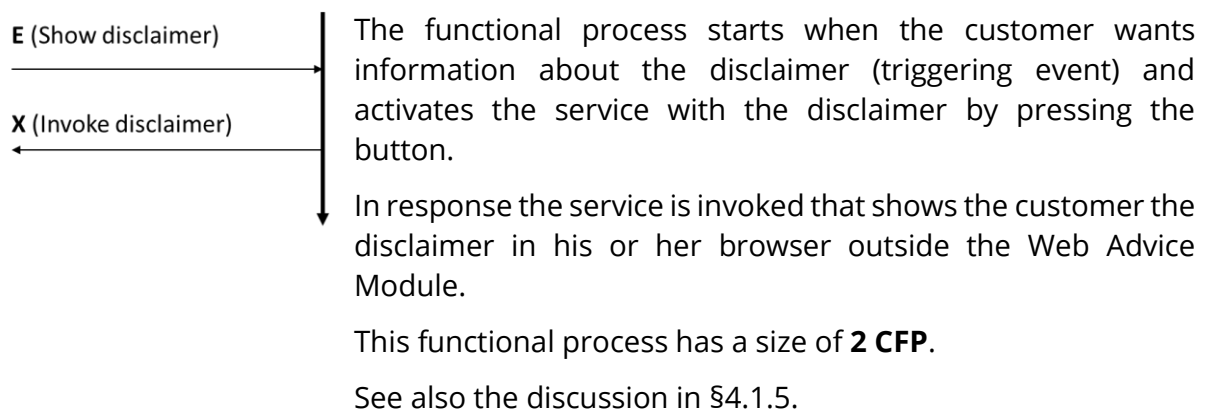 E (Show disclaimer)
X (Invoke disclaimer)
The functional process starts when the customer wants
information about the disclaimer (triggering event) and
activates the service with the disclaimer by pressing the
button.
In response the service is invoked that shows the customer the
disclaimer in his or her browser outside the Web Advice
Module.
This functional process has a size of 2 CFP.
See also the discussion in §4.1.5.